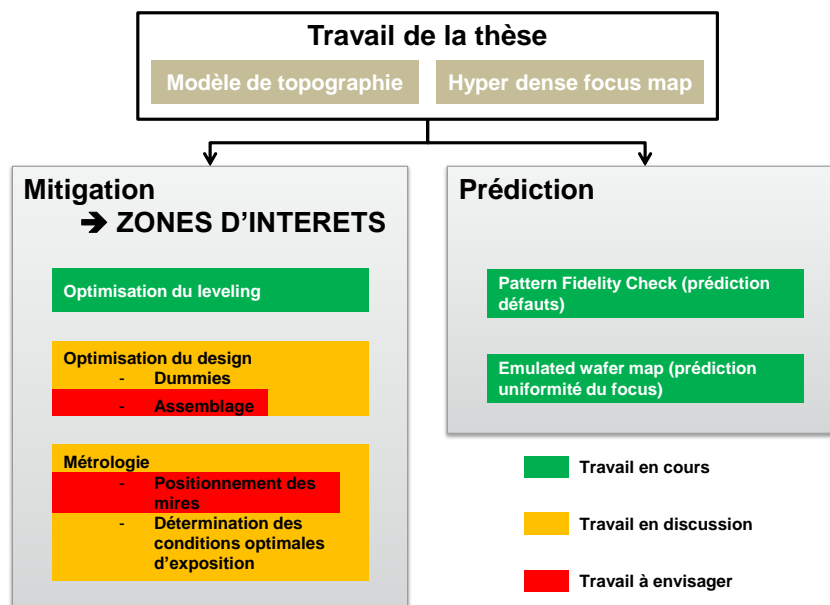 Travail de la thèse
Modèle de topographie
Hyper dense focus map
Mitigation
➔ ZONES D'INTERETS
Optimisation du leveling
Optimisation du design
- Dummies
- Assemblage
Métrologie
- Positionnement des
mires
- Détermination des
conditions optimales
d'exposition
Prédiction
Pattern Fidelity Check (prédiction
défauts)
Emulated wafer map (prédiction
uniformité du focus)
Travail en cours
Travail en discussion
Travail à envisager